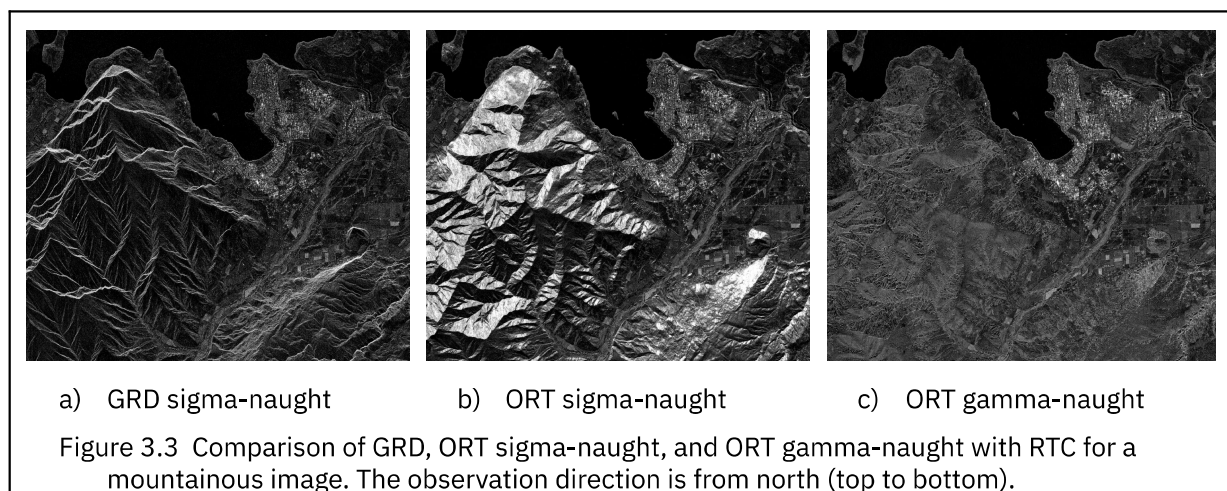 a) GRD sigma-naught
b) ORT sigma-naught
c) ORT gamma-naught
Figure 3.3 Comparison of GRD, ORT sigma-naught, and ORT gamma-naught with RTC for a
mountainous image. The observation direction is from north (top to bottom).